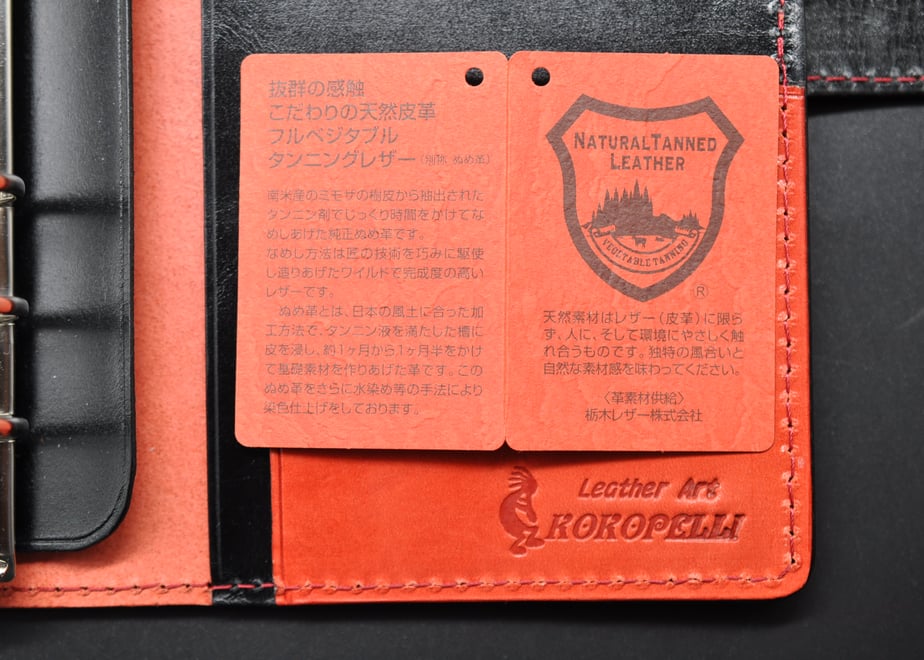 抜群の感触
こだわりの天然皮革
フルベジタブル
タンニングレザー（別称 ぬめ革）
南米産のミモザの樹皮から抽出された
タンニン剤でじっくり時間をかけてな
めしあげた純正ぬめ革です。
なめし方法は匠の技術を巧みに駆使
し造りあげたワイルドで完成度の高い
レザーです。
ぬめ革とは、日本の風土に合った加
工方法で、タンニン液を満たした槽に
皮を浸し、約1ヶ月から1ヶ月半をかけ
て基礎素材を作りあげた革です。この
ぬめ革をさらに水染め等の手法により
染色仕上げをしております。
NATURAL TANNED
LEATHER
VEGETABLE TANNING
®
天然素材はレザー（皮革）に限ら
ず、人に、そして環境にやさしく触
れ合うものです。独特の風合いと
自然な素材感を味わってください。
〈革素材供給〉
栃木レザー株式会社
Leather Art
KOKOPELLI